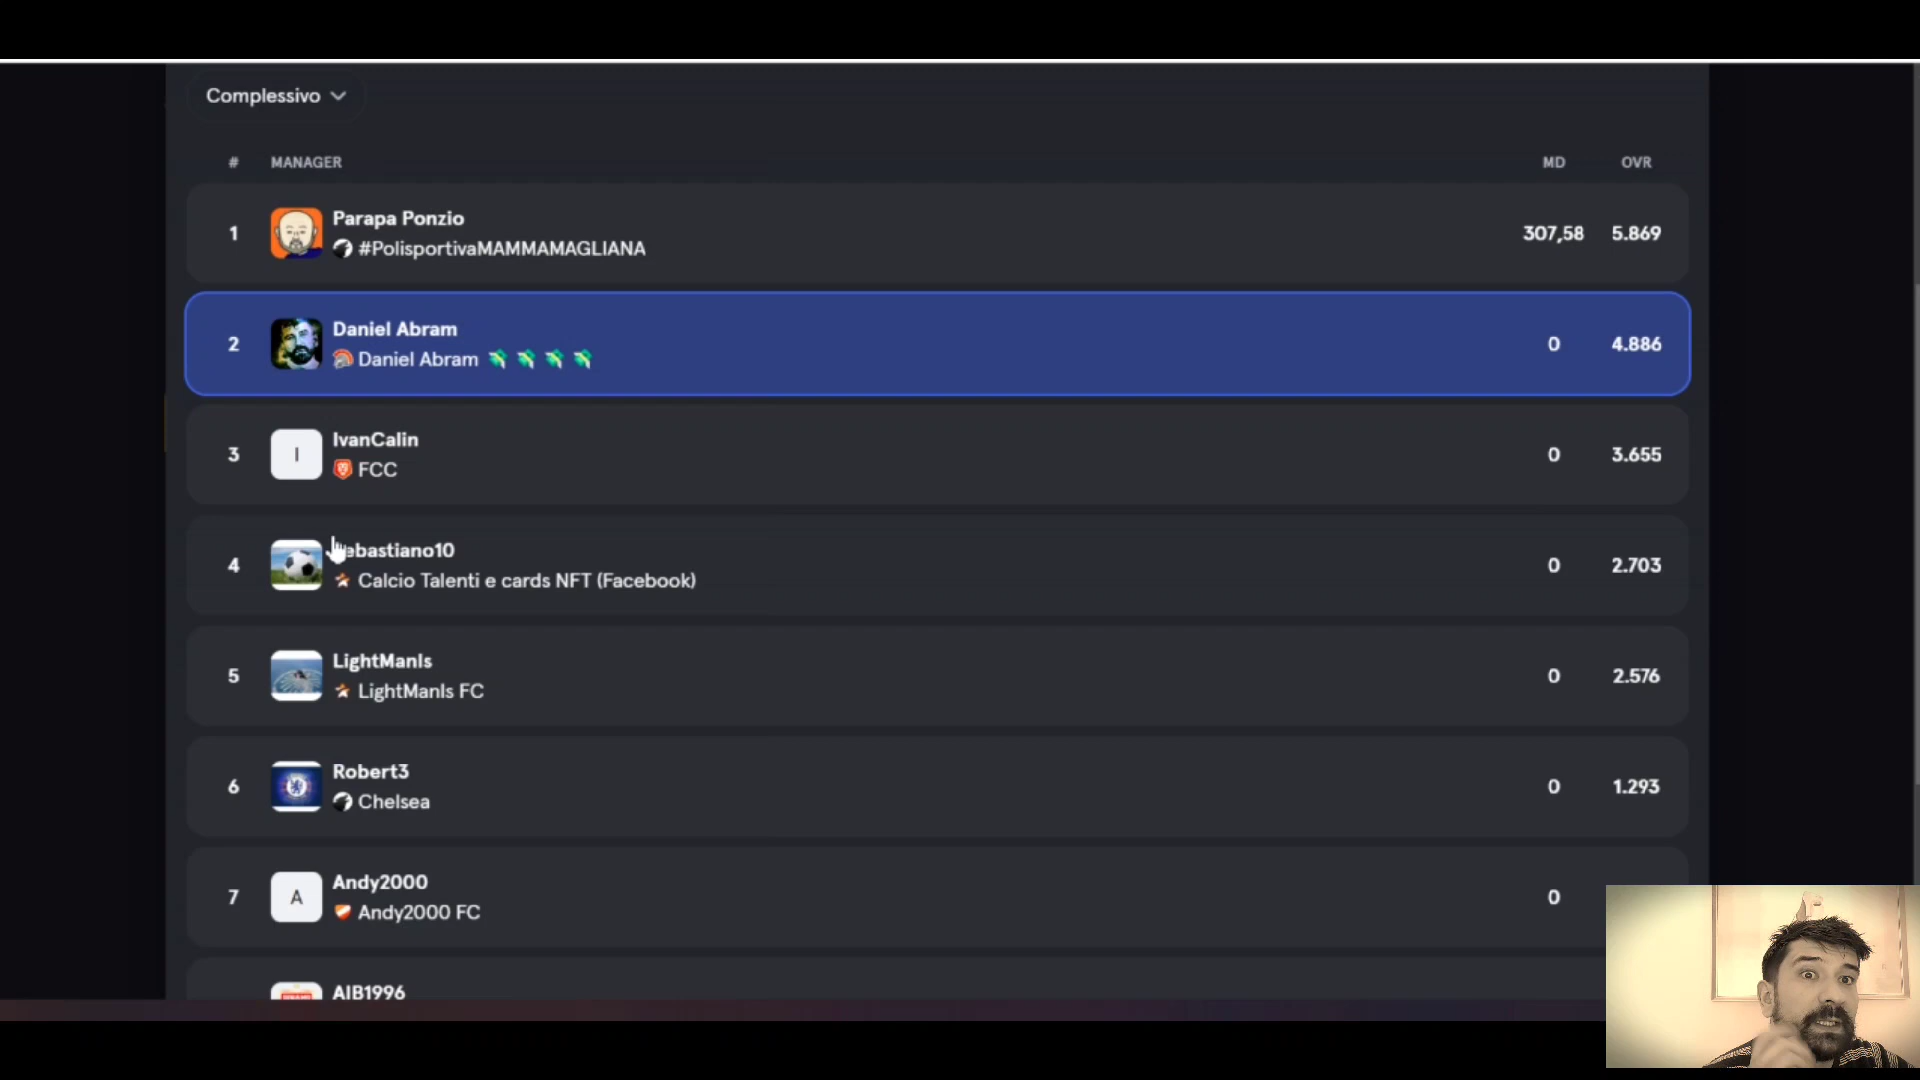 Complessivo
# MANAGER MD OVR
1 Parapa Ponzio 307,58 5.869
#PolisportivaMAMMAMAGLIANA
2 Daniel Abram 0 4.886
Daniel Abram
I
3 IvanCalin 0 3.655
FCC
4 ebastiano10 0 2.703
Calcio Talenti e cards NFT (Facebook)
5 LightManls 0 2.576
LightManls FC
6 Robert3 0 1.293
Chelsea
A
7 Andy2000 0
Andy2000 FC
AIB1996